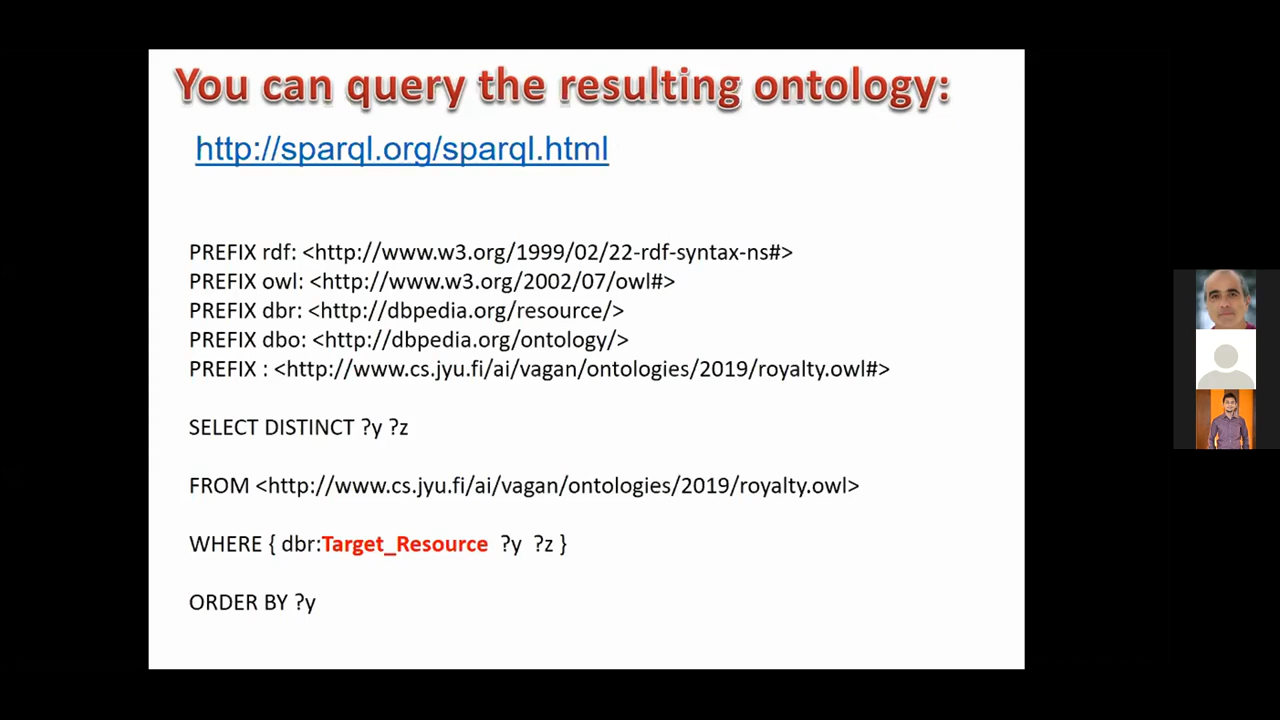 You can query the resulting ontology:
http://sparql.org/sparql.html
PREFIX rdf: <http://www.w3.org/1999/02/22-rdf-syntax-ns#>
PREFIX owl: <http://www.w3.org/2002/07/owl#>
PREFIX dbr: <http://dbpedia.org/resource/>
PREFIX dbo: <http://dbpedia.org/ontology/>
PREFIX : <http://www.cs.jyu.fi/ai/vagan/ontologies/2019/royalty.owl#>
SELECT DISTINCT ?y ?z
FROM <http://www.cs.jyu.fi/ai/vagan/ontologies/2019/royalty.owl>
WHERE { dbr:Target_Resource ?y ?z }
ORDER BY ?y